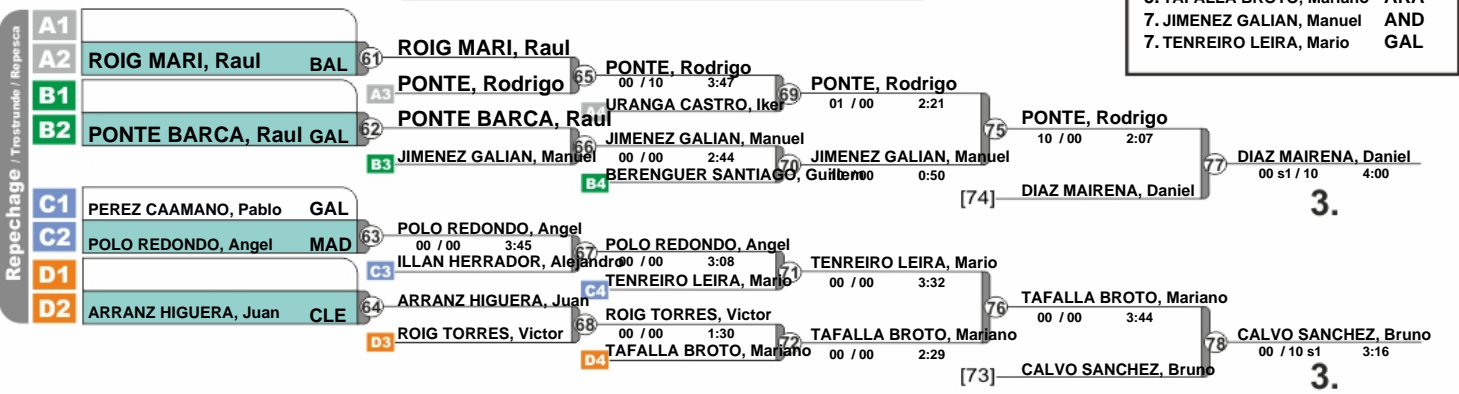 5. TAFALLA BROTO, Mariano ARA
7. JIMENEZ GALIAN, Manuel AND
7. TENREIRO LEIRA, Mario GAL
Repechage / Trostrunde / Repesca
A1
A2 ROIG MARI, Raul BAL
61 ROIG MARI, Raul
A3 PONTE, Rodrigo
65 PONTE, Rodrigo
00 / 10 3:47
A4 URANGA CASTRO, Iker
69 PONTE, Rodrigo
01 / 00 2:21
B1
B2 PONTE BARCA, Raul GAL
62 PONTE BARCA, Raul
B3 JIMENEZ GALIAN, Manuel
66 JIMENEZ GALIAN, Manuel
00 / 00 2:44
B4 BERENGUER SANTIAGO, Guillem
70 JIMENEZ GALIAN, Manuel
0:50
75 PONTE, Rodrigo
10 / 00 2:07
[74] DIAZ MAIRENA, Daniel
77 DIAZ MAIRENA, Daniel
00 s1 / 10 4:00
3.
C1 PEREZ CAAMANO, Pablo GAL
C2 POLO REDONDO, Angel MAD
63 POLO REDONDO, Angel
00 / 00 3:45
C3 ILLAN HERRADOR, Alejandro
67 POLO REDONDO, Angel
00 / 00 3:08
C4 TENREIRO LEIRA, Mario
71 TENREIRO LEIRA, Mario
00 / 00 3:32
D1
D2 ARRANZ HIGUERA, Juan CLE
64 ARRANZ HIGUERA, Juan
D3 ROIG TORRES, Victor
68 ROIG TORRES, Victor
00 / 00 1:30
D4 TAFALLA BROTO, Mariano
72 TAFALLA BROTO, Mariano
00 / 00 2:29
76 TAFALLA BROTO, Mariano
00 / 00 3:44
[73] CALVO SANCHEZ, Bruno
78 CALVO SANCHEZ, Bruno
00 / 10 s1 3:16
3.